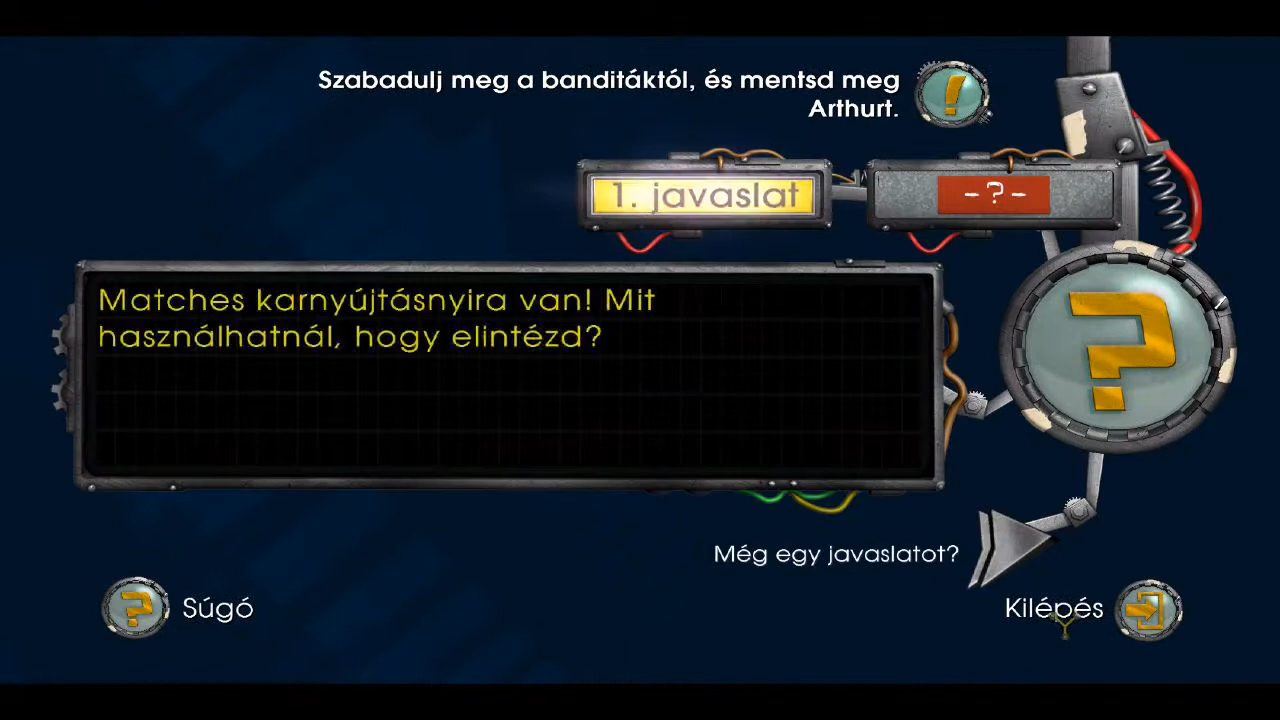 Szabadulj meg a banditáktól, és mentsd meg
Arthurt.
1. javaslat
-?-
Matches karnyújtásnyira van! Mit
használhatnál, hogy elintézd?
Még egy javaslatot?
Súgó
Kilépés